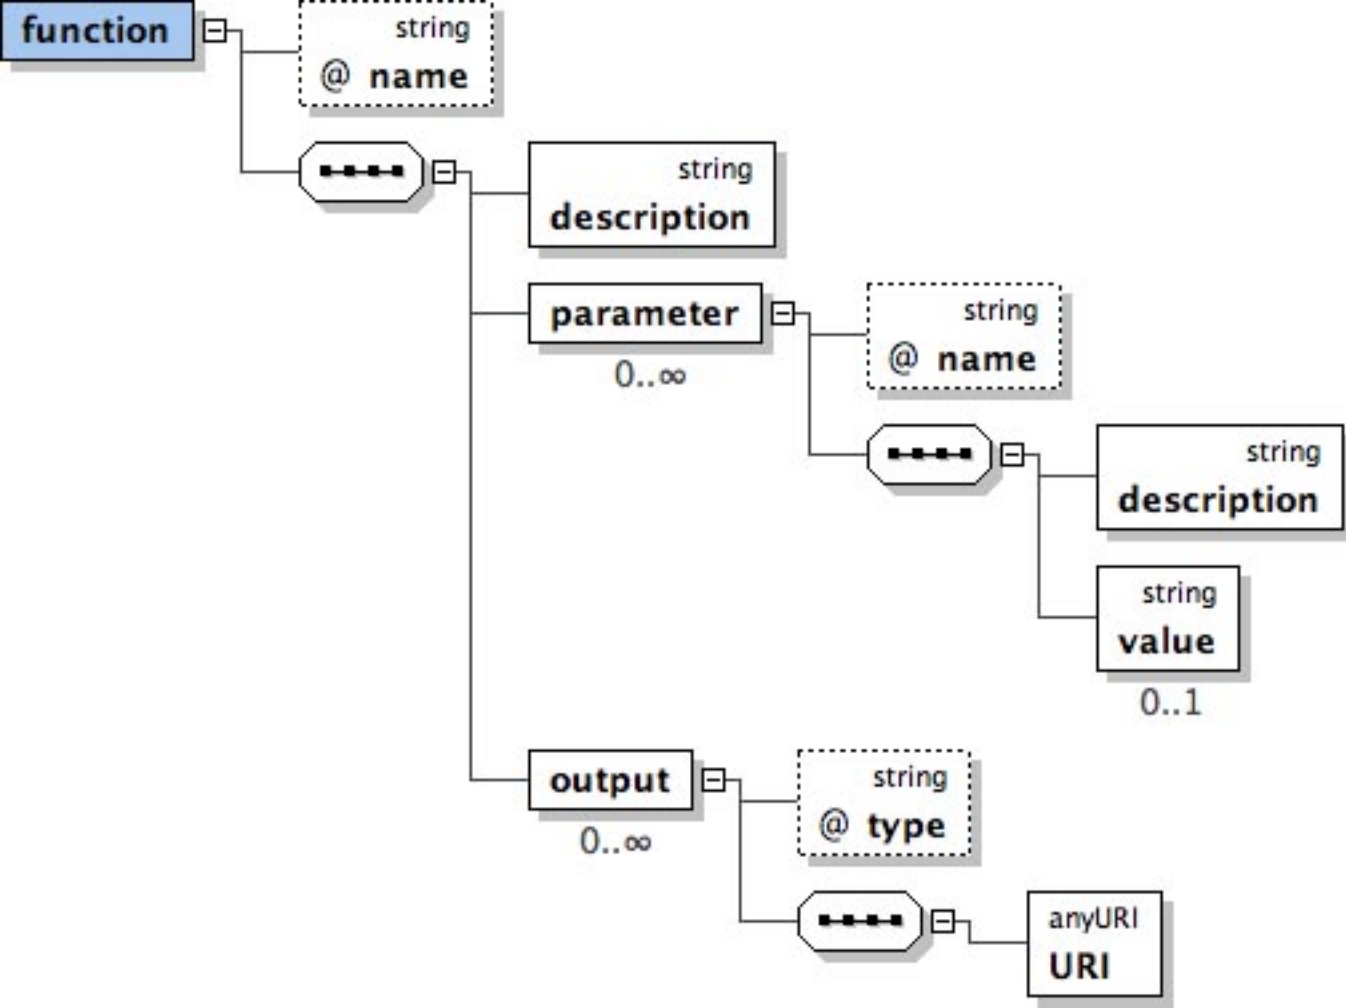 function
string
@ name
string
description
parameter
0..∞
string
@ name
string
description
string
value
0..1
output
0..∞
string
@ type
anyURI
URI